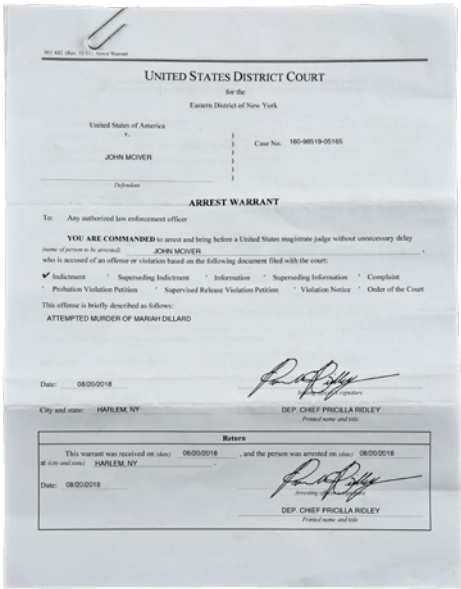 AO 442 (Rev. 11/11) Arrest Warrant
UNITED STATES DISTRICT COURT
for the
Eastern District of New York
United States of America
v.
JOHN MCIVER
Defendant
)
)
)
)
)
)
Case No. 160-98519-05165
ARREST WARRANT
To: Any authorized law enforcement officer
YOU ARE COMMANDED to arrest and bring before a United States magistrate judge without unnecessary delay
(name of person to be arrested) JOHN MCIVER ,
who is accused of an offense or violation based on the following document filed with the court:
✔ Indictment ' Superseding Indictment ' Information ' Superseding Information ' Complaint
' Probation Violation Petition ' Supervised Release Violation Petition ' Violation Notice ' Order of the Court
This offense is briefly described as follows:
ATTEMPTED MURDER OF MARIAH DILLARD
Date: 08/20/2018
signature
City and state: HARLEM, NY
DEP. CHIEF PRICILLA RIDLEY
Printed name and title
Return
This warrant was received on (date) 08/20/2018 , and the person was arrested on (date) 08/20/2018
at (city and state) HARLEM, NY .
Date: 08/20/2018
Arresting officer's signature
DEP. CHIEF PRICILLA RIDLEY
Printed name and title